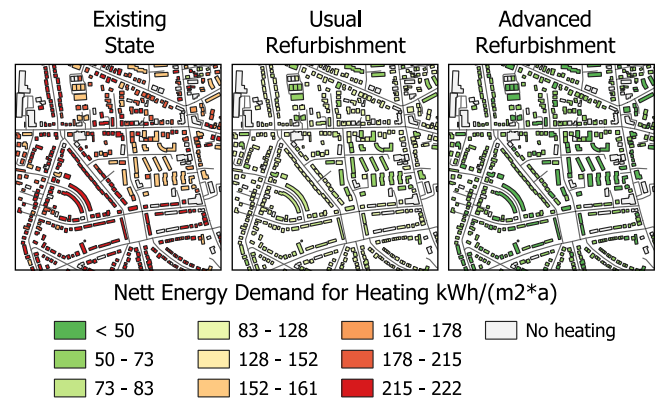 Existing
State
Usual
Refurbishment
Advanced
Refurbishment
Nett Energy Demand for Heating kWh/(m2*a)
< 50
83 - 128
161 - 178
No heating
50 - 73
128 - 152
178 - 215
73 - 83
152 - 161
215 - 222